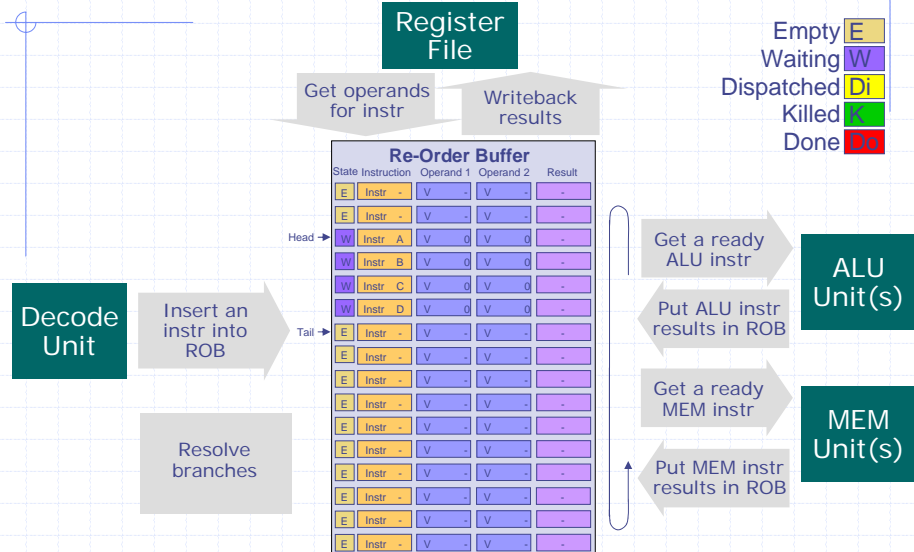 Register
File
Empty E
Waiting W
Dispatched Di
Killed K
Done Do
Get operands
for instr
Writeback
results
Re-Order Buffer
State Instruction Operand 1 Operand 2 Result
E Instr - V - V - -
E Instr - V - V - -
Head W Instr A V 0 V 0 -
W Instr B V 0 V 0 -
W Instr C V 0 V 0 -
W Instr D V 0 V 0 -
Tail E Instr - V - V - -
E Instr - V - V - -
E Instr - V - V - -
E Instr - V - V - -
E Instr - V - V - -
E Instr - V - V - -
E Instr - V - V - -
E Instr - V - V - -
E Instr - V - V - -
E Instr - V - V - -
Decode
Unit
Insert an
instr into
ROB
Resolve
branches
Get a ready
ALU instr
Put ALU instr
results in ROB
ALU
Unit(s)
Get a ready
MEM instr
Put MEM instr
results in ROB
MEM
Unit(s)